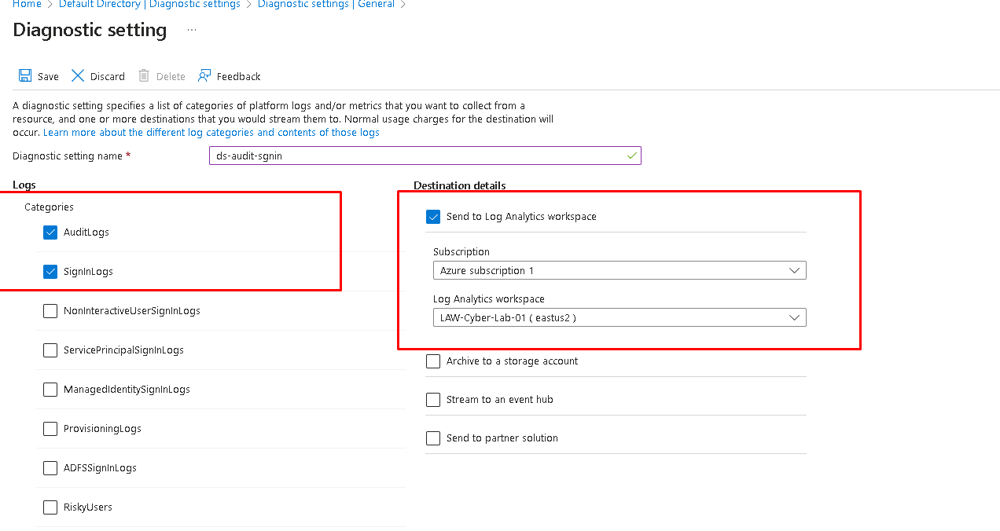 Home > Default Directory | Diagnostic settings > Diagnostic settings | General >
Diagnostic setting ...
Save Discard Delete Feedback
A diagnostic setting specifies a list of categories of platform logs and/or metrics that you want to collect from a
resource, and one or more destinations that you would stream them to. Normal usage charges for the destination will
occur. Learn more about the different log categories and contents of those logs
Diagnostic setting name *
ds-audit-sgnin
Logs
Categories
AuditLogs
SignInLogs
NonInteractiveUserSignInLogs
ServicePrincipalSignInLogs
ManagedIdentitySignInLogs
ProvisioningLogs
ADFSSignInLogs
RiskyUsers
Destination details
Send to Log Analytics workspace
Subscription
Azure subscription 1
Log Analytics workspace
LAW-Cyber-Lab-01 ( eastus2 )
Archive to a storage account
Stream to an event hub
Send to partner solution